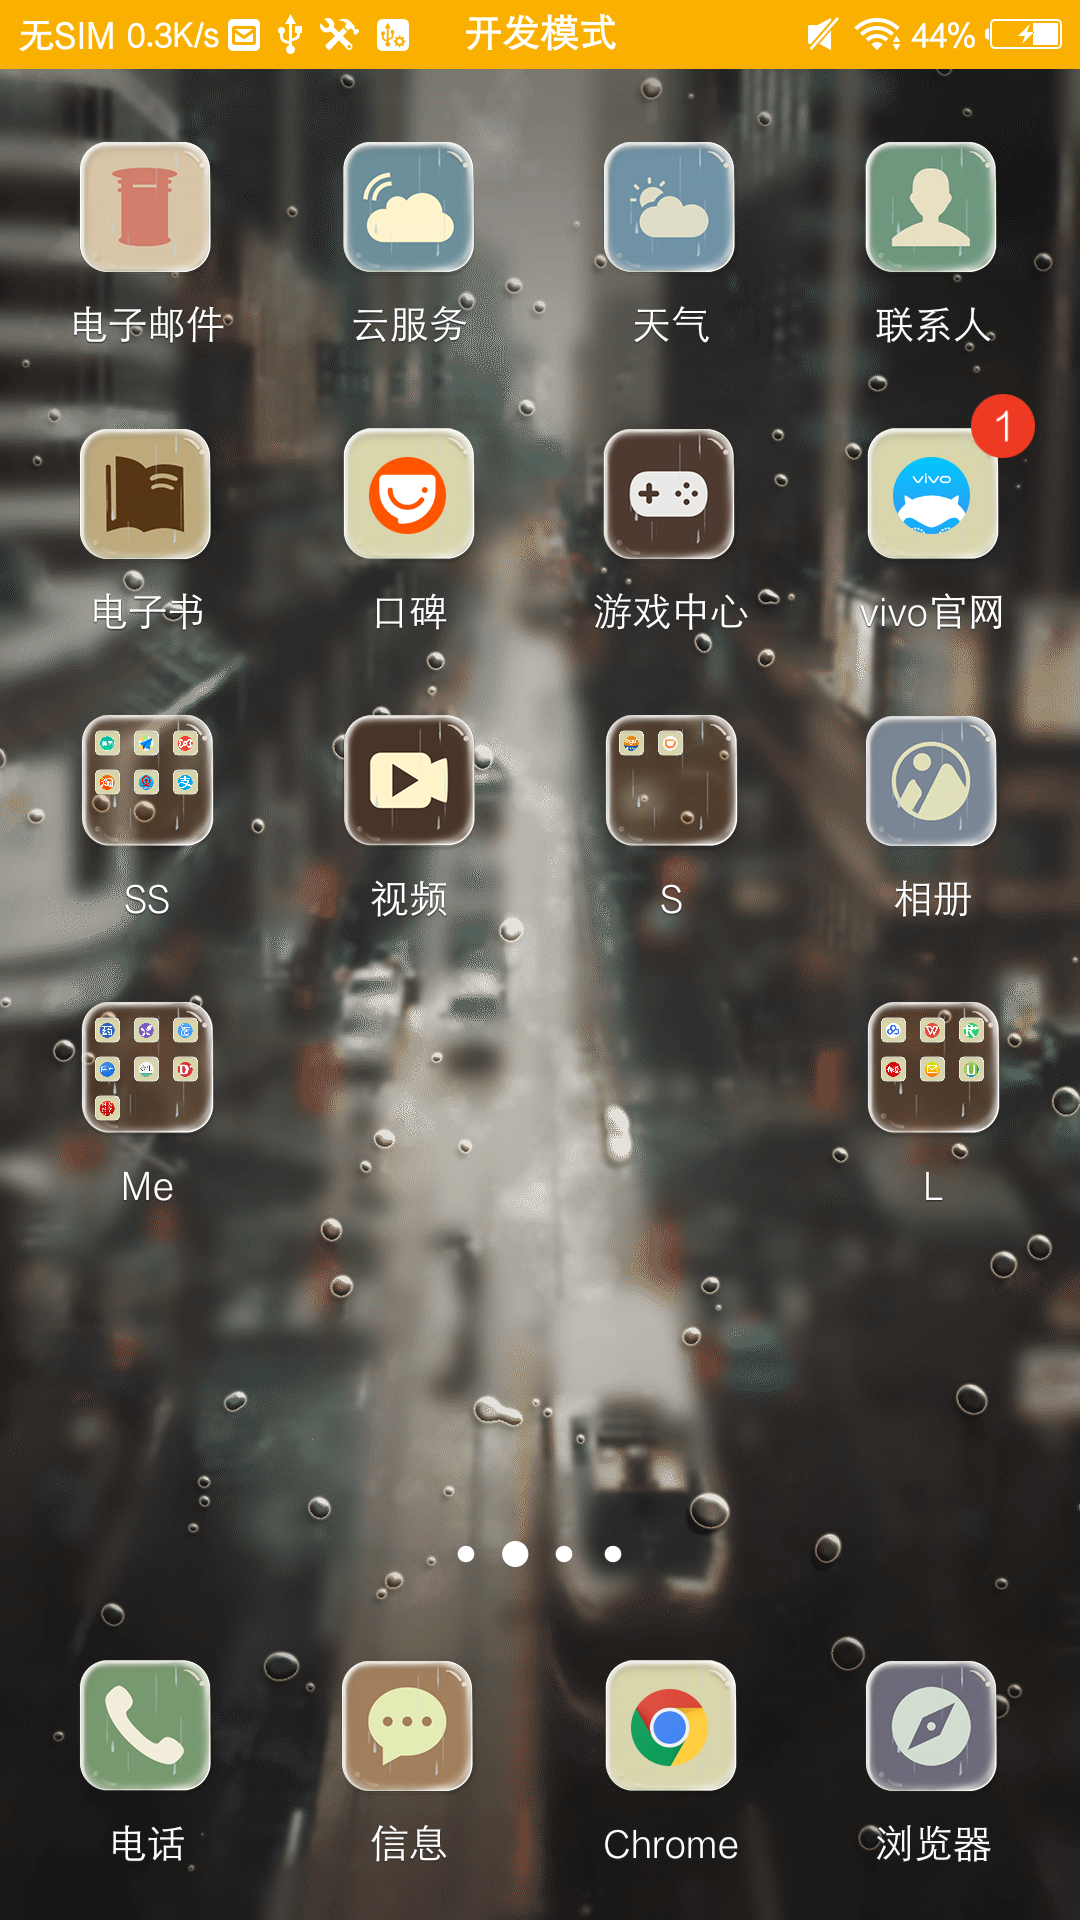 无SIM 0.3K/s 开发模式 44%
电子邮件 云服务 天气 联系人
1
vivo
电子书 口碑 游戏中心 vivo官网
SS 视频 S 相册
Me L
电话 信息 Chrome 浏览器